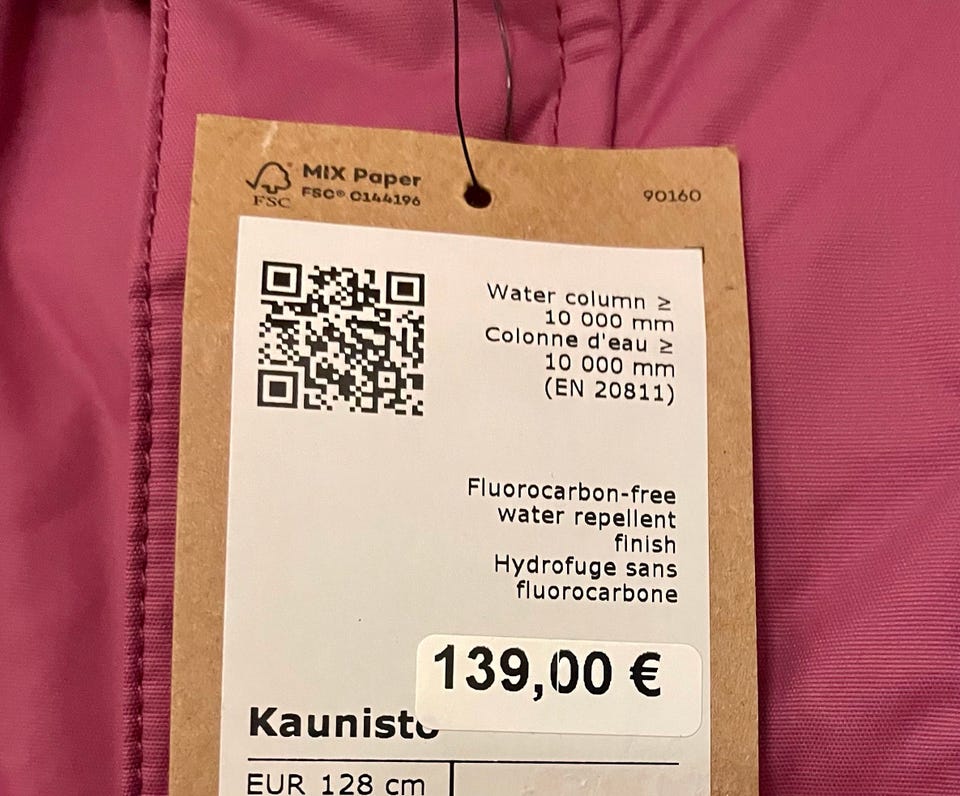 MIX Paper
FSC® C144196
FSC
90160
Water column ≥
10 000 mm
Colonne d'eau ≥
10 000 mm
(EN 20811)
Fluorocarbon-free
water repellent
finish
Hydrofuge sans
fluorocarbone
139,00 €
Kaunisto
EUR 128 cm